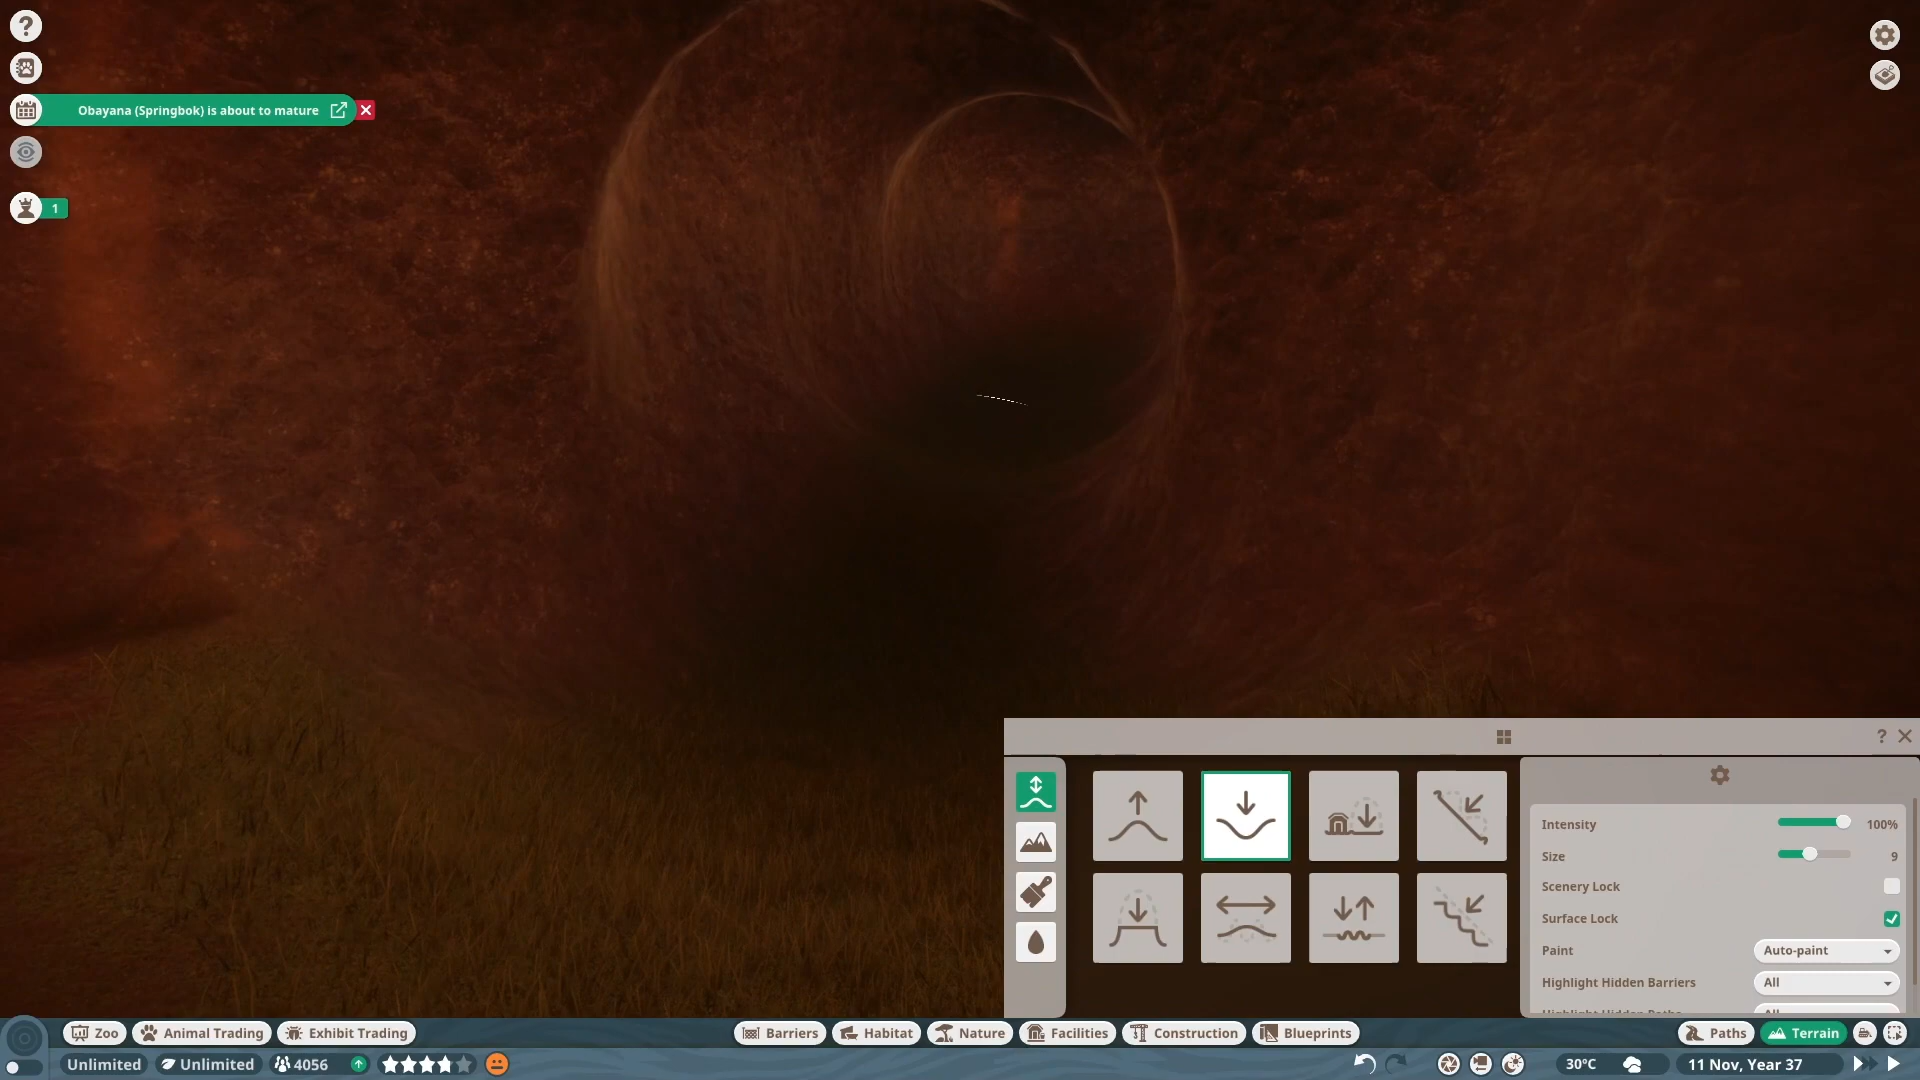 ?
Obayana (Springbok) is about to mature
1
?
Intensity 100%
Size 9
Scenery Lock
Surface Lock
Paint Auto-paint
Highlight Hidden Barriers All
Zoo Animal Trading Exhibit Trading Barriers Habitat Nature Facilities Construction Blueprints Paths Terrain
Unlimited Unlimited 4056 30°C 11 Nov, Year 37